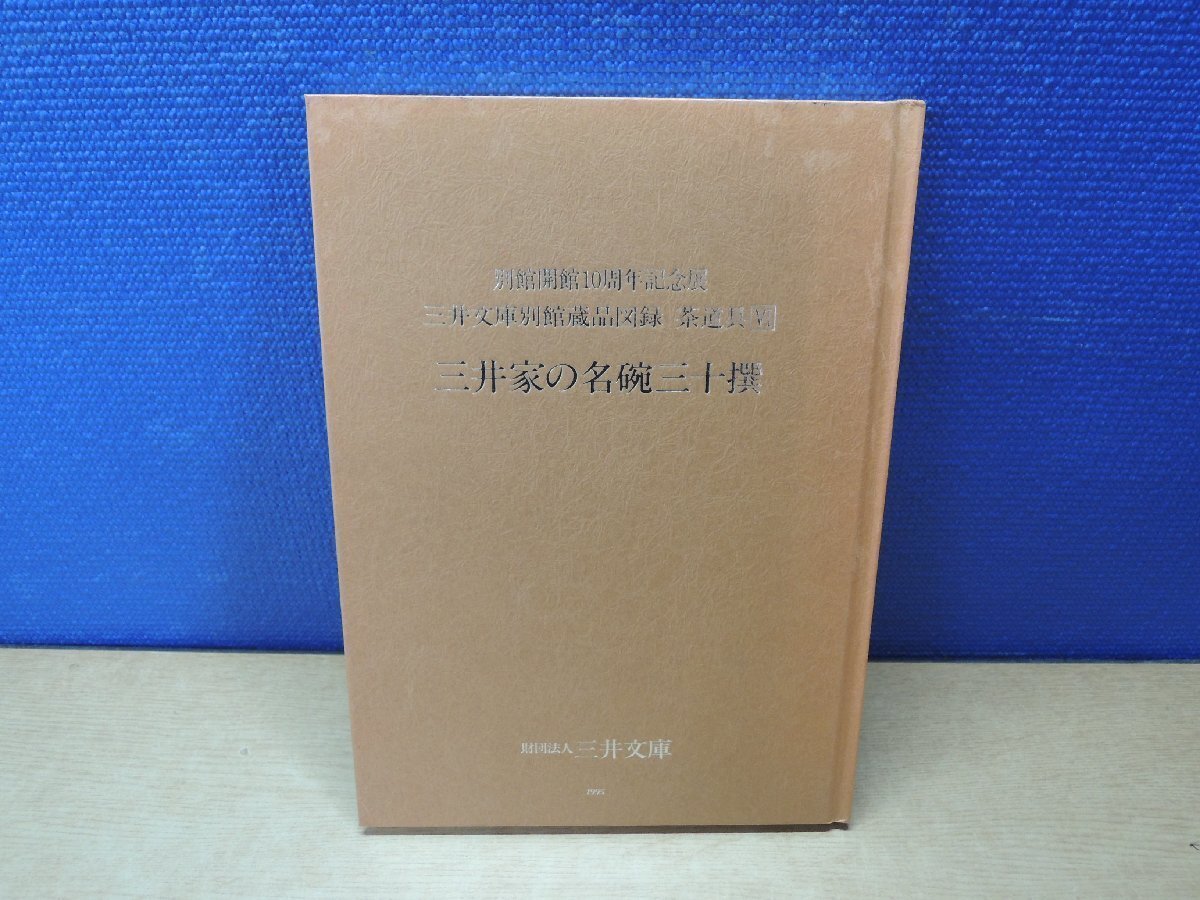 別館開館10周年記念展
三井文庫別館蔵品図録［茶道具Ⅵ］
三井家の名碗三十撰
財団法人三井文庫
1995